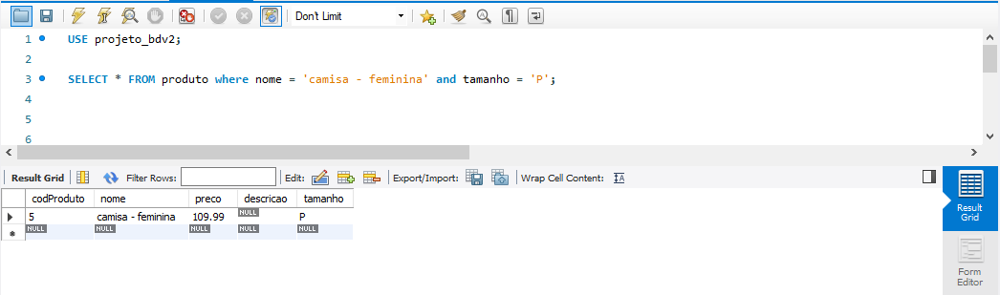 Don't Limit
1 USE projeto_bdv2;
2
3 SELECT * FROM produto where nome = 'camisa - feminina' and tamanho = 'P';
4
5
6
Result Grid Filter Rows: Edit: Export/Import: Wrap Cell Content:
codProduto nome preco descricao tamanho
5 camisa - feminina 109.99 NULL P
NULL NULL NULL NULL NULL
Result
Grid
Form
Editor